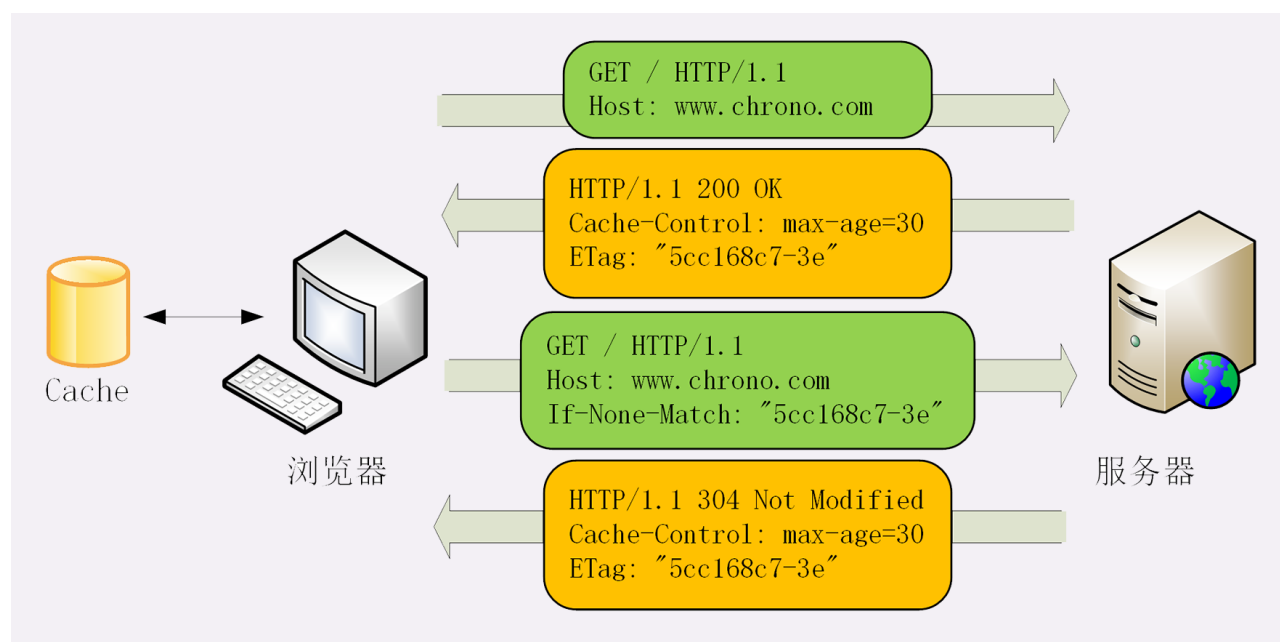 GET / HTTP/1.1
Host: www.chrono.com
HTTP/1.1 200 OK
Cache-Control: max-age=30
ETag: "5cc168c7-3e"
GET / HTTP/1.1
Host: www.chrono.com
If-None-Match: "5cc168c7-3e"
HTTP/1.1 304 Not Modified
Cache-Control: max-age=30
ETag: "5cc168c7-3e"
Cache
浏览器
服务器